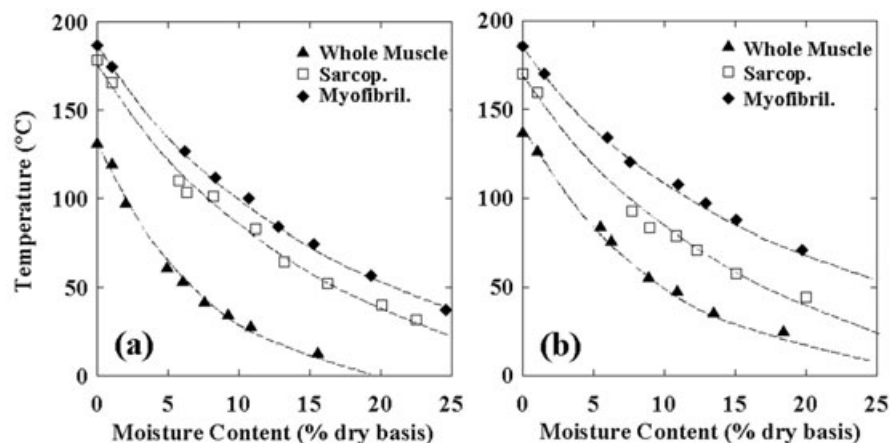 200
150
100
50
0
Temperature (°C)
Whole Muscle
Sarcop.
Myofibril.
(a)
0 5 10 15 20 25
Moisture Content (% dry basis)
200
150
100
50
0
Whole Muscle
Sarcop.
Myofibril.
(b)
0 5 10 15 20 25
Moisture Content (% dry basis)